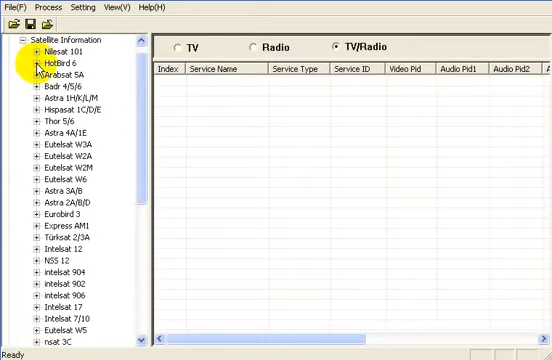 File(F) Process Setting View(V) Help(H)
Satellite Information
Nilesat 101
HotBird 6
Arabsat 5A
Badr 4/5/6
Astra 1H/K/L/M
Hispasat 1C/D/E
Thor 5/6
Astra 4A/1E
Eutelsat W3A
Eutelsat W2A
Eutelsat W2M
Eutelsat W6
Astra 3A/B
Astra 2A/B/D
Eurobird 3
Express AM1
Türksat 2/3A
Intelsat 12
NSS 12
intelsat 904
intelsat 902
intelsat 906
Intelsat 17
Intelsat 7/10
Eutelsat W5
nsat 3C
TV Radio TV/Radio
Index Service Name Service Type Service ID Video Pid Audio Pid1 Audio Pid2 A
Ready